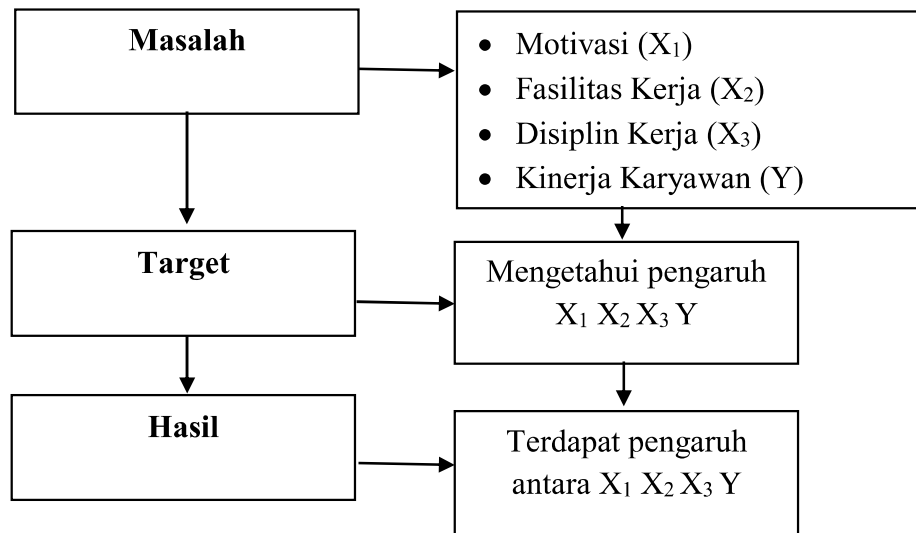 Masalah
• Motivasi (X₁)
• Fasilitas Kerja (X₂)
• Disiplin Kerja (X₃)
• Kinerja Karyawan (Y)
Target
Mengetahui pengaruh
X₁ X₂ X₃ Y
Hasil
Terdapat pengaruh
antara X₁ X₂ X₃ Y